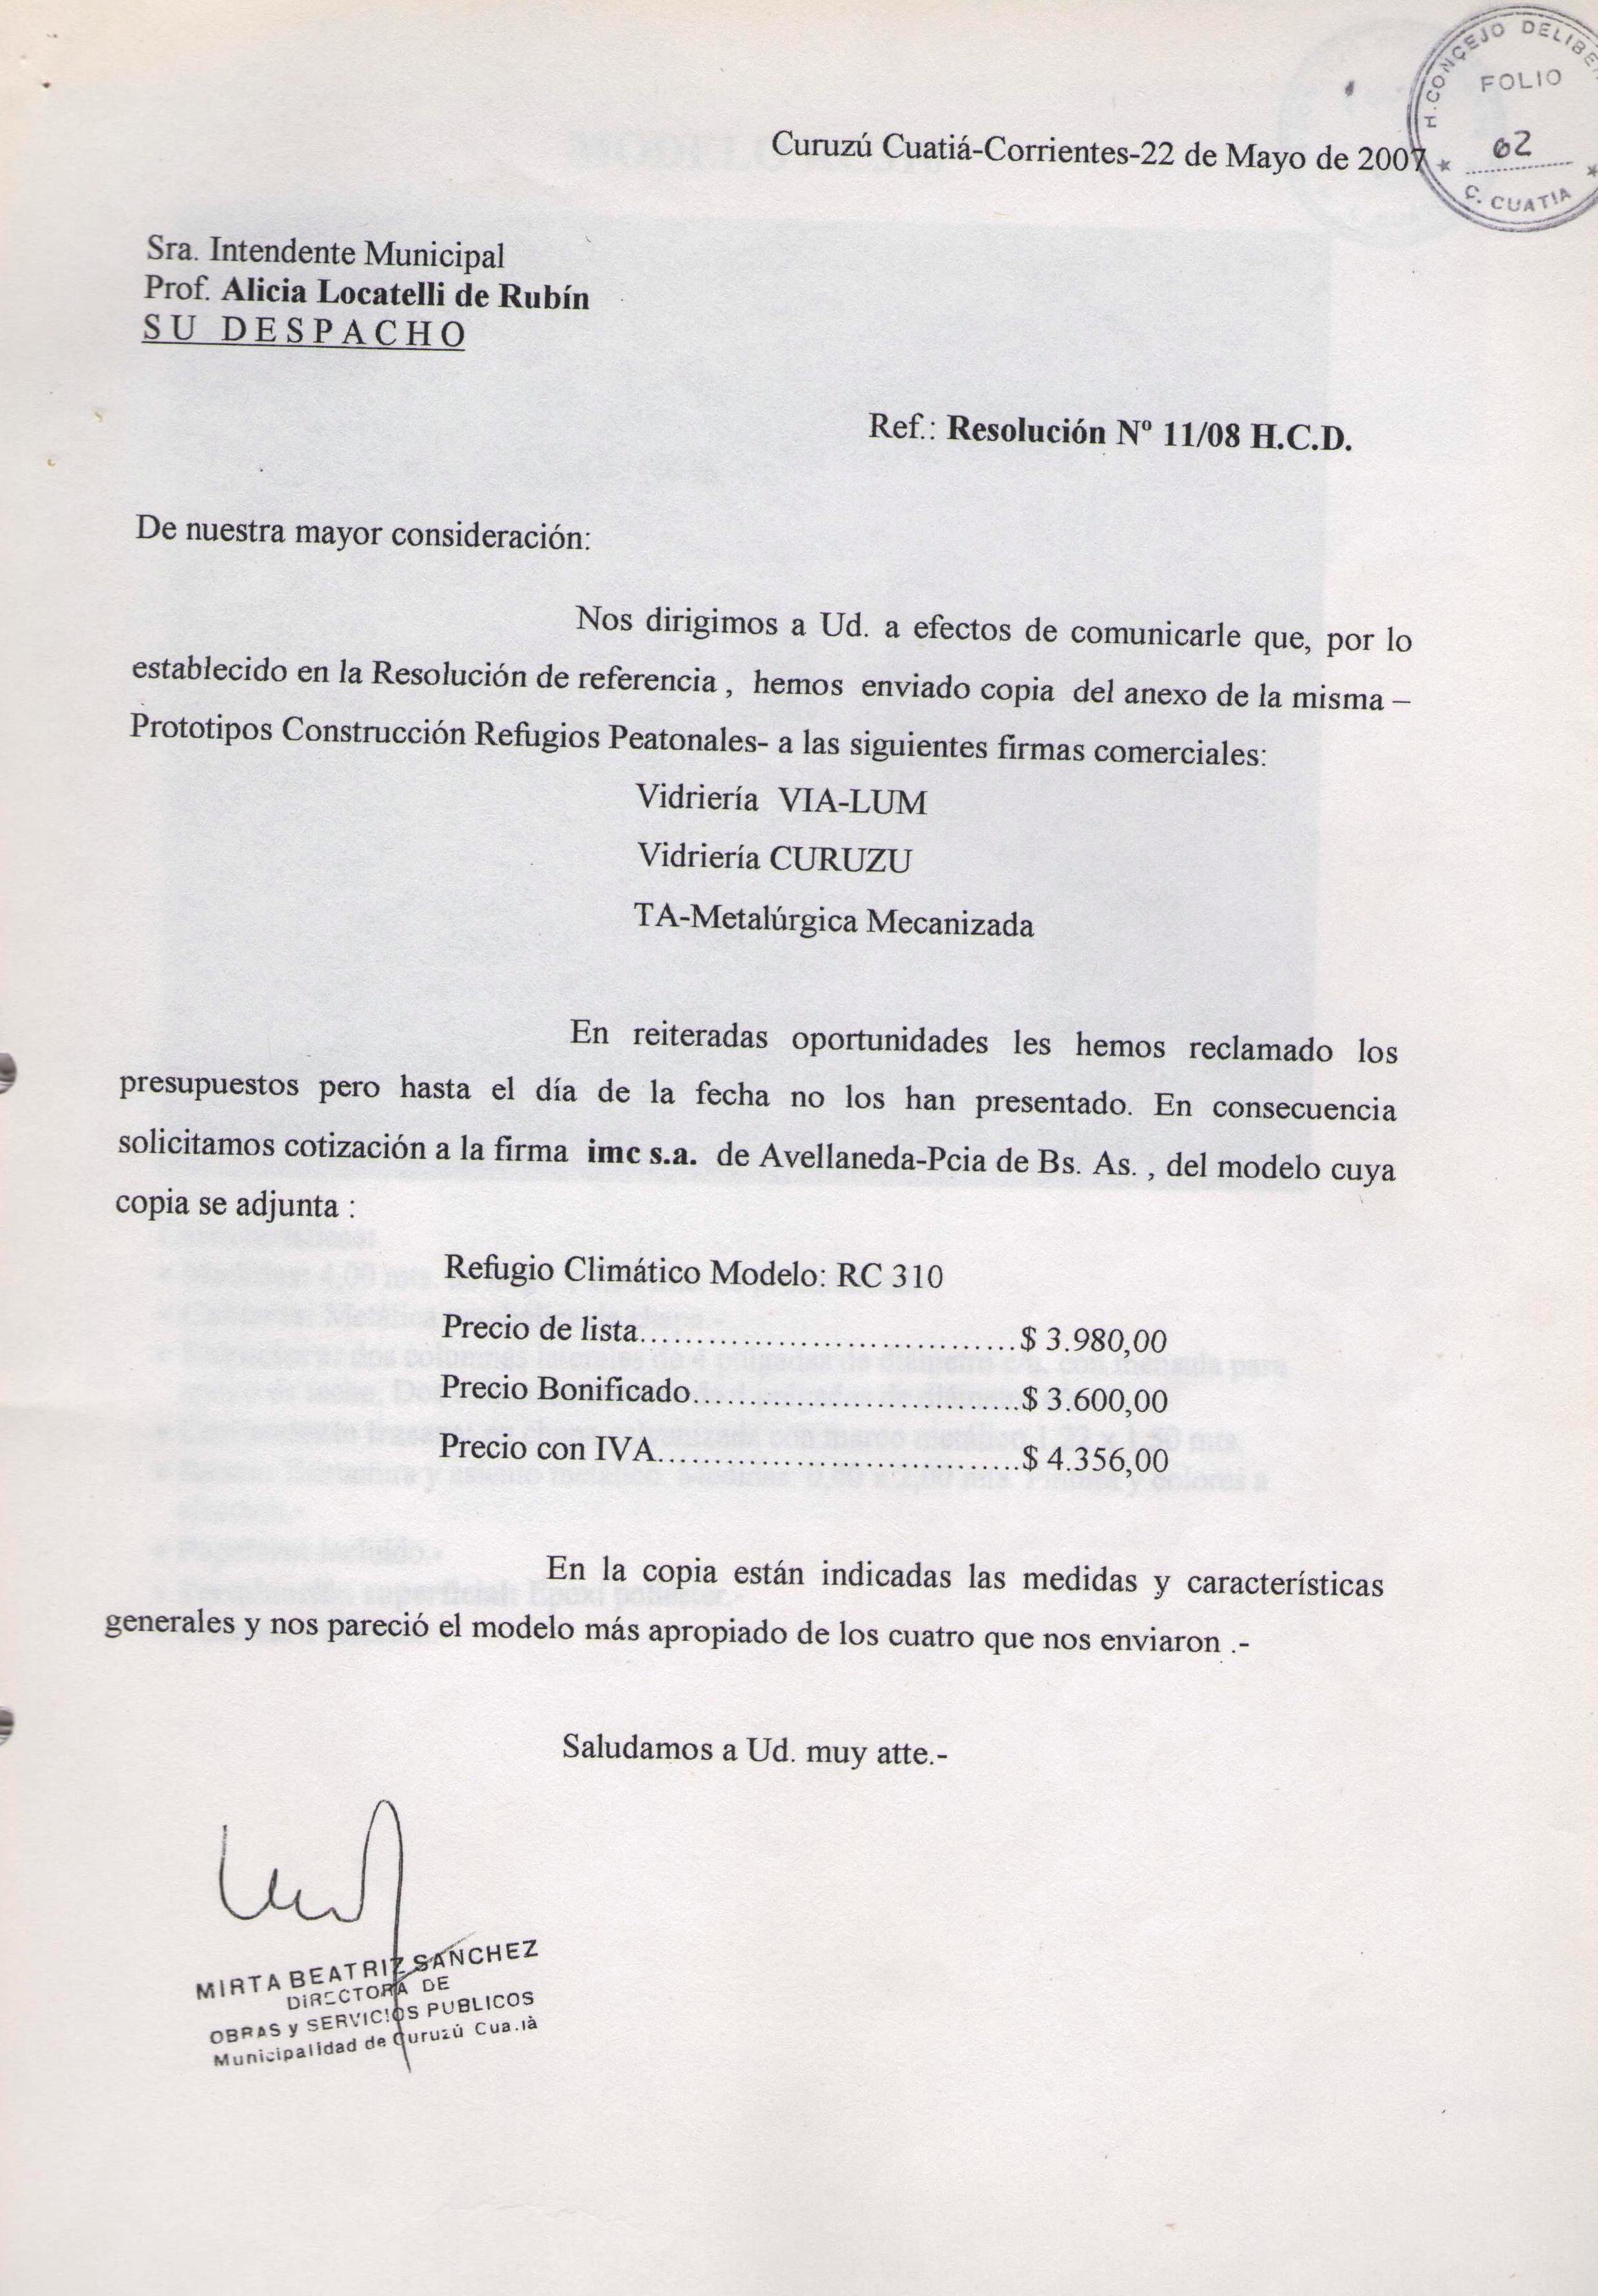 H. CONCEJO DELIBE
FOLIO
62
C. CUATIA
Curuzú Cuatiá-Corrientes-22 de Mayo de 2007
Sra. Intendente Municipal
Prof. Alicia Locatelli de Rubín
SU DESPACHO
Ref.: Resolución Nº 11/08 H.C.D.
De nuestra mayor consideración:
Nos dirigimos a Ud. a efectos de comunicarle que, por lo
establecido en la Resolución de referencia , hemos enviado copia del anexo de la misma –
Prototipos Construcción Refugios Peatonales- a las siguientes firmas comerciales:
Vidriería VIA-LUM
Vidriería CURUZU
TA-Metalúrgica Mecanizada
En reiteradas oportunidades les hemos reclamado los
presupuestos pero hasta el día de la fecha no los han presentado. En consecuencia
solicitamos cotización a la firma imc s.a. de Avellaneda-Pcia de Bs. As. , del modelo cuya
copia se adjunta :
Refugio Climático Modelo: RC 310
Precio de lista.......................................$ 3.980,00
Precio Bonificado.................................$ 3.600,00
Precio con IVA.....................................$ 4.356,00
En la copia están indicadas las medidas y características
generales y nos pareció el modelo más apropiado de los cuatro que nos enviaron .-
Saludamos a Ud. muy atte.-
MIRTA BEATRIZ SANCHEZ
DIRECTORA DE
OBRAS y SERVICIOS PUBLICOS
Municipalidad de Curuzú Cuatià